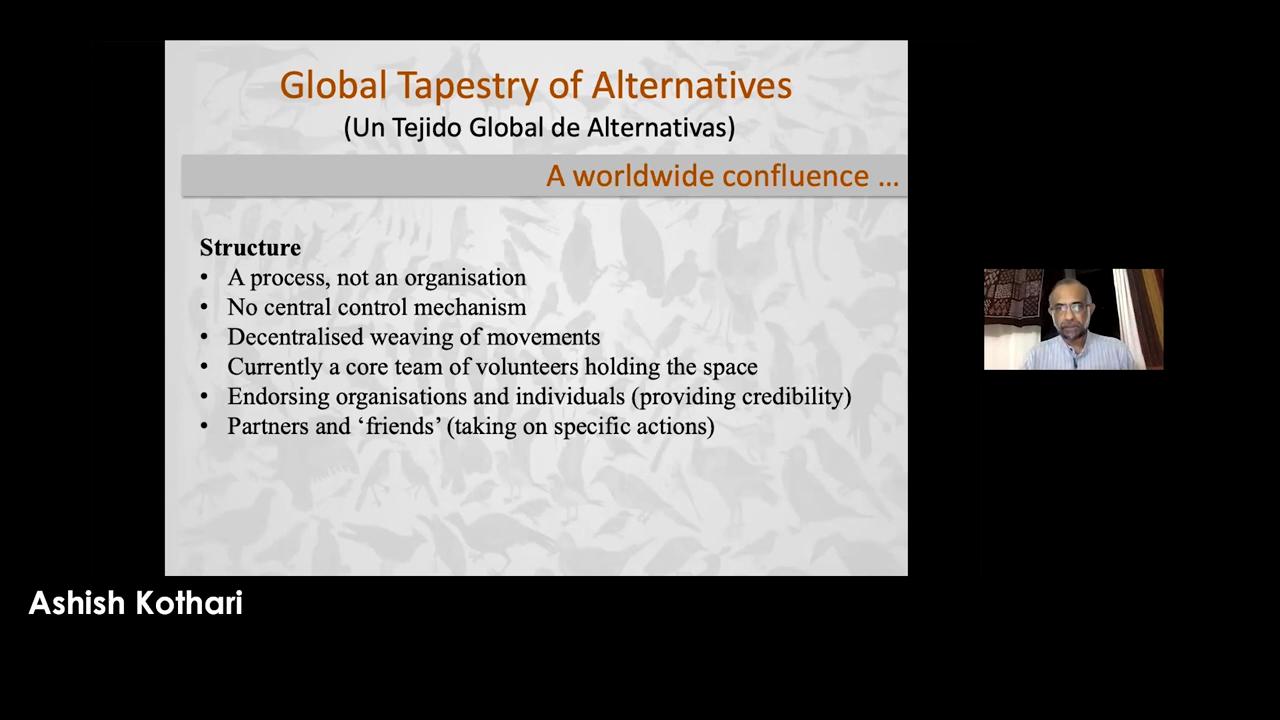 Global Tapestry of Alternatives
(Un Tejido Global de Alternativas)
A worldwide confluence ...
Structure
• A process, not an organisation
• No central control mechanism
• Decentralised weaving of movements
• Currently a core team of volunteers holding the space
• Endorsing organisations and individuals (providing credibility)
• Partners and ‘friends’ (taking on specific actions)
Ashish Kothari